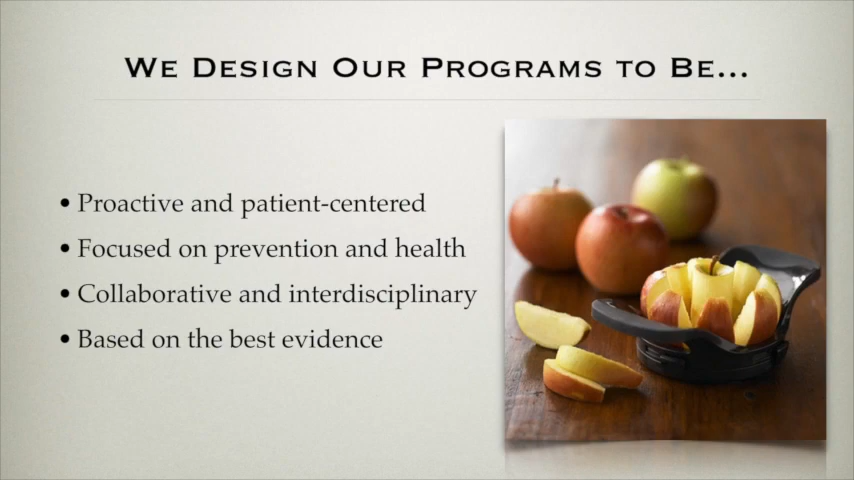 We Design Our Programs to Be...
• Proactive and patient-centered
• Focused on prevention and health
• Collaborative and interdisciplinary
• Based on the best evidence